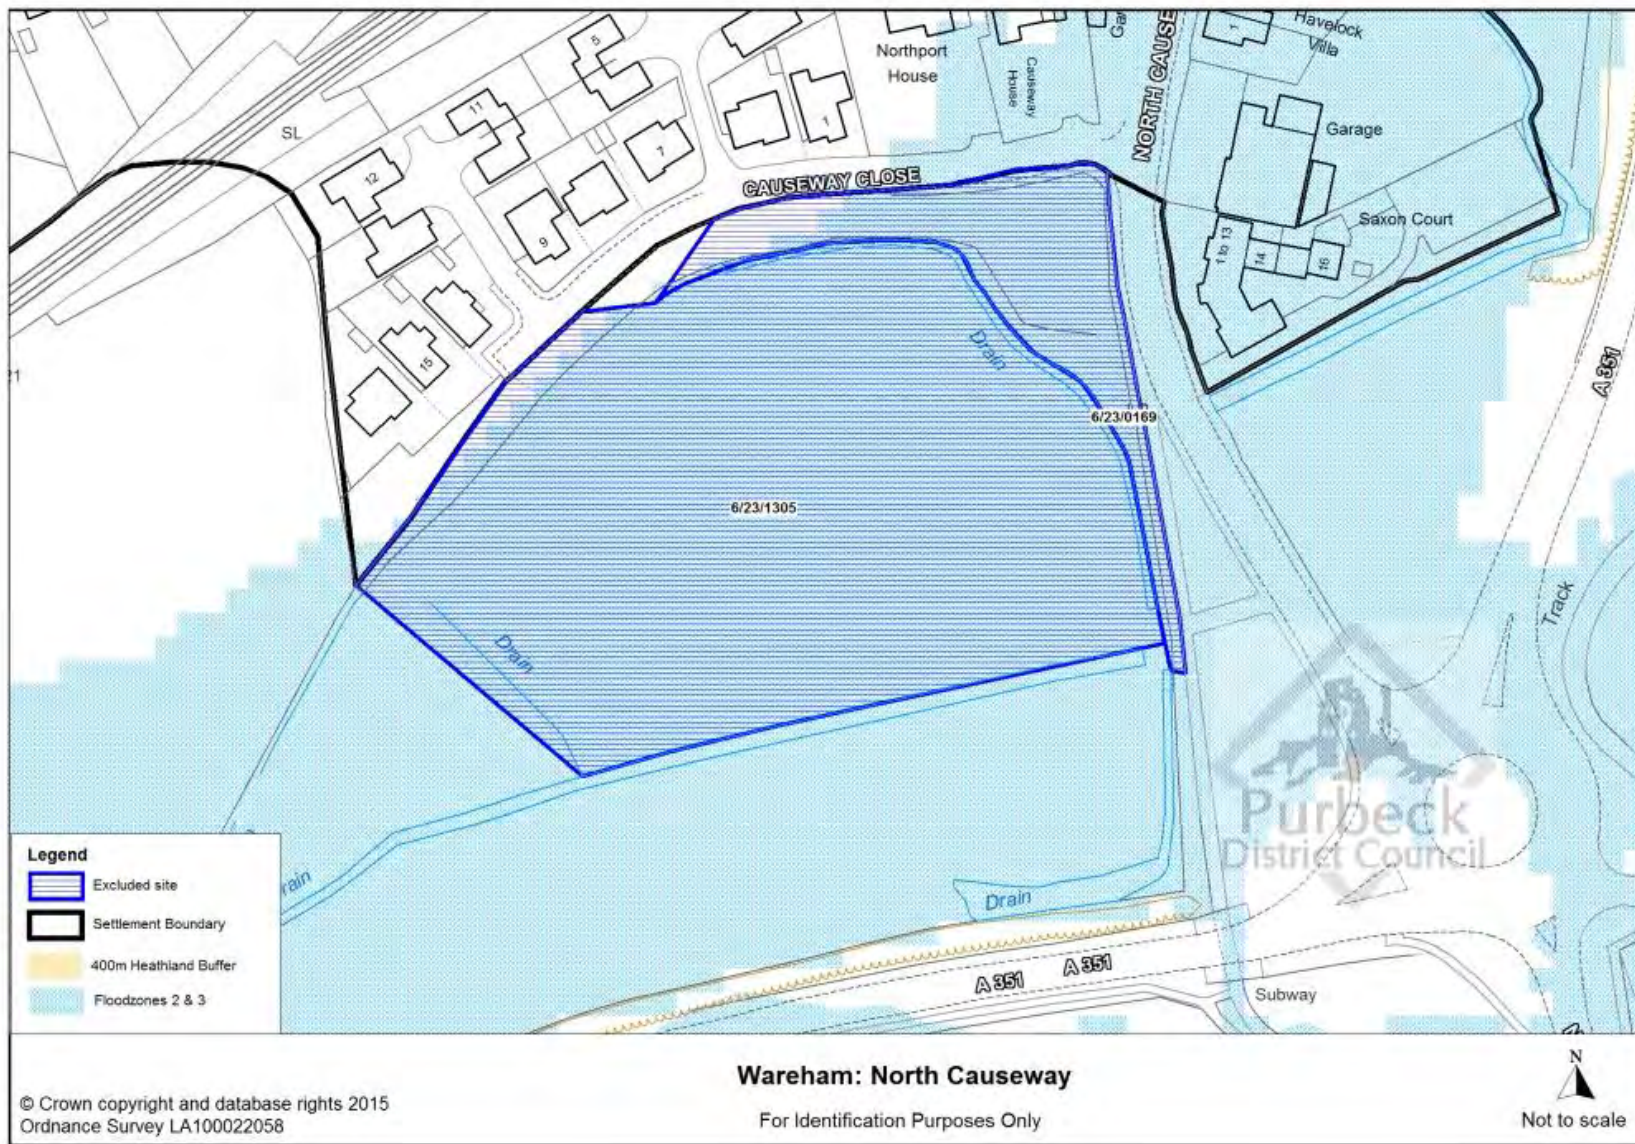 5
Northport
House
Causeway
House
NORTH CAUSE
1
Havelock
Villa
Garage
11
SL
12
7
1
9
CAUSEWAY CLOSE
Saxon Court
1 to 13
14
16
15
Drain
A 351
6/23/0169
6/23/1305
Drain
Track
Purbeck
District Council
Legend
Excluded site
Settlement Boundary
400m Heathland Buffer
Floodzones 2 & 3
rain
Drain
A 351
A 351
Subway
Wareham: North Causeway
For Identification Purposes Only
© Crown copyright and database rights 2015
Ordnance Survey LA100022058
N
Not to scale